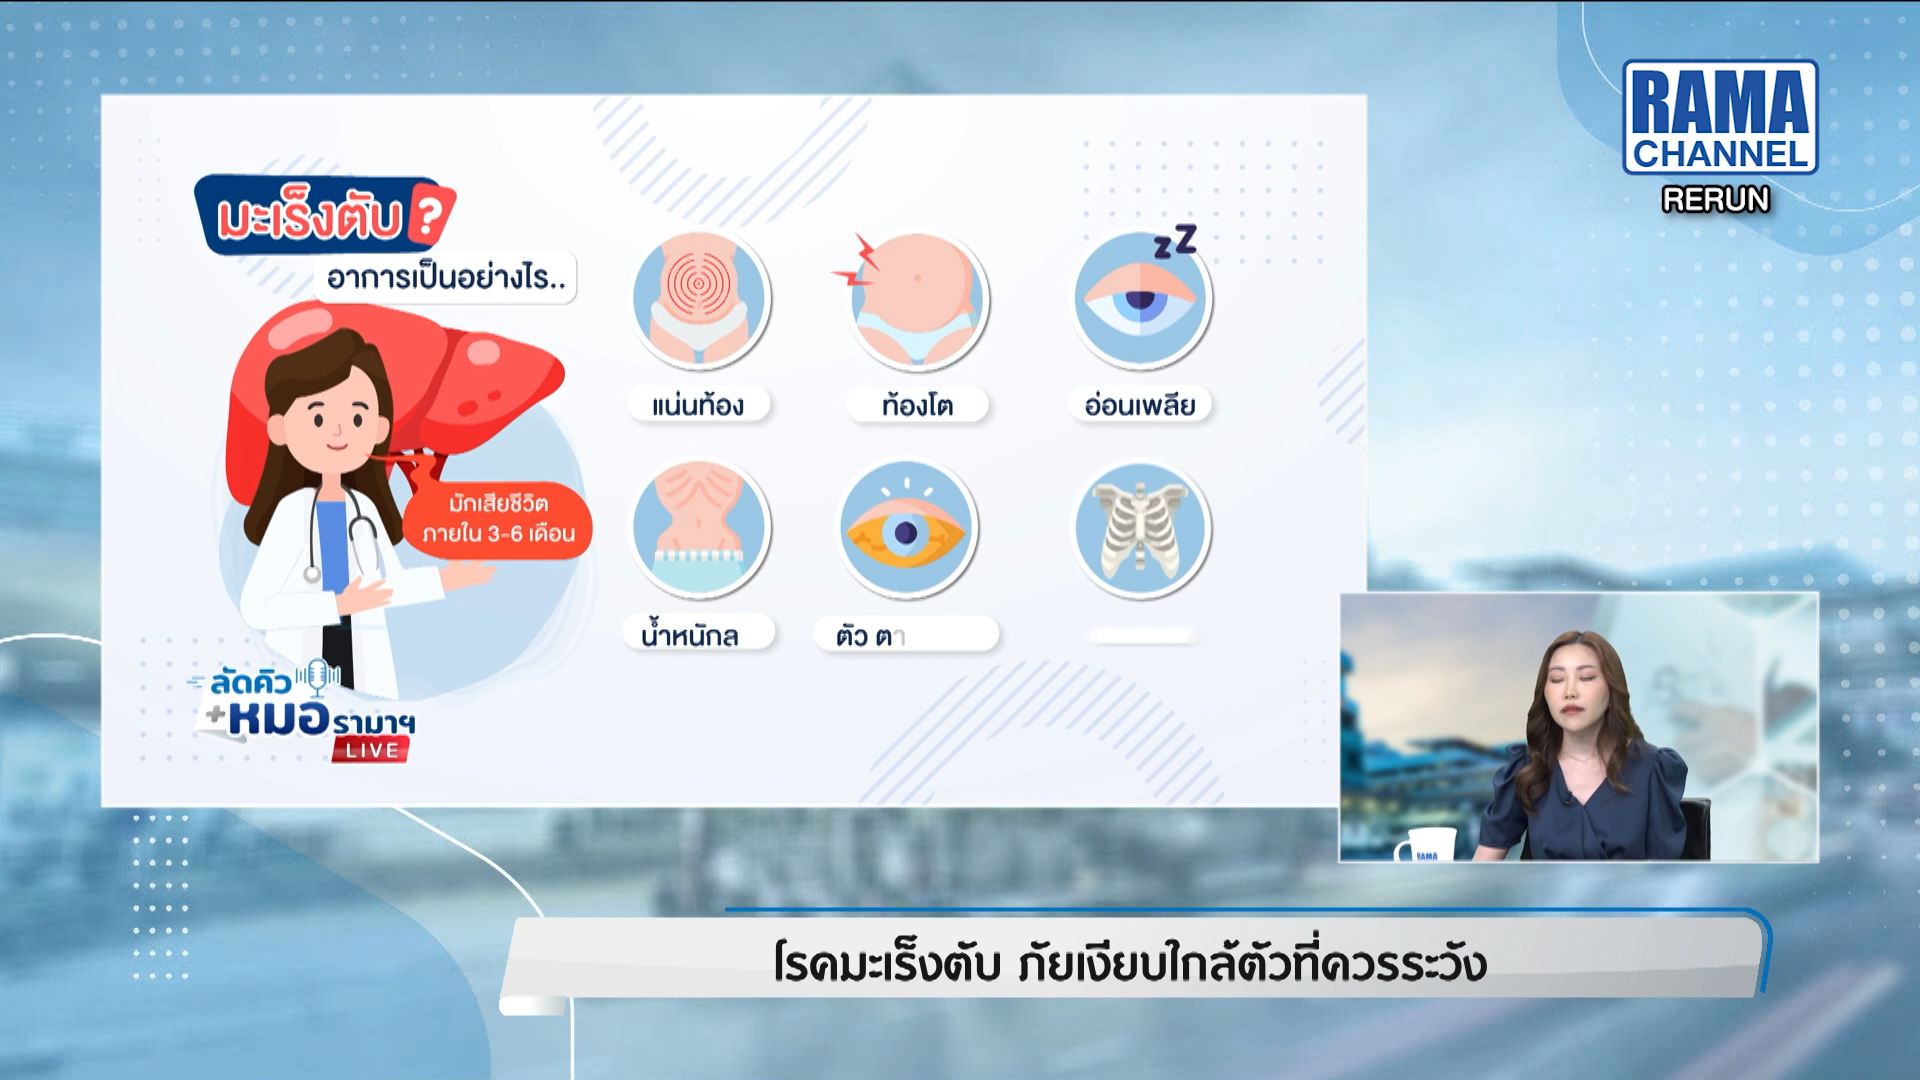 RAMA
CHANNEL
RERUN
มะเร็งตับ ?
อาการเป็นอย่างไร..
มักเสียชีวิต
ภายใน 3-6 เดือน
แน่นท้อง
ท้องโต
อ่อนเพลีย
zZ
น้ำหนักล
ตัว ตา
ลัดคิว
หมอ รามาฯ
LIVE
RAMA
โรคมะเร็งตับ ภัยเงียบใกล้ตัวที่ควรระวัง